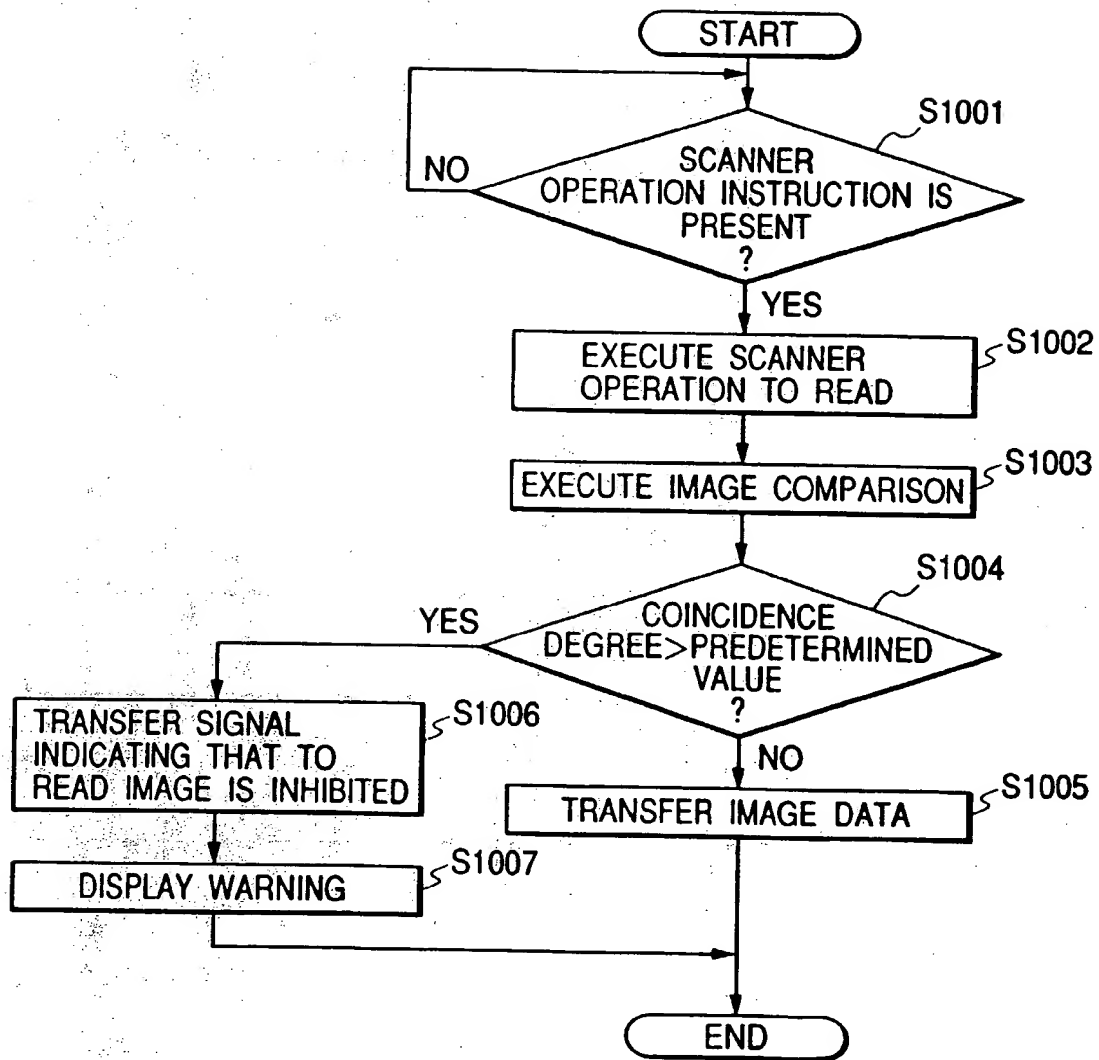 START
S1001
NO
SCANNER
OPERATION INSTRUCTION IS
PRESENT
?
YES
S1002
EXECUTE SCANNER
OPERATION TO READ
S1003
EXECUTE IMAGE COMPARISON
S1004
YES
COINCIDENCE
DEGREE>PREDETERMINED
VALUE
?
S1006
TRANSFER SIGNAL
INDICATING THAT TO
READ IMAGE IS INHIBITED
NO
S1005
TRANSFER IMAGE DATA
S1007
DISPLAY WARNING
END